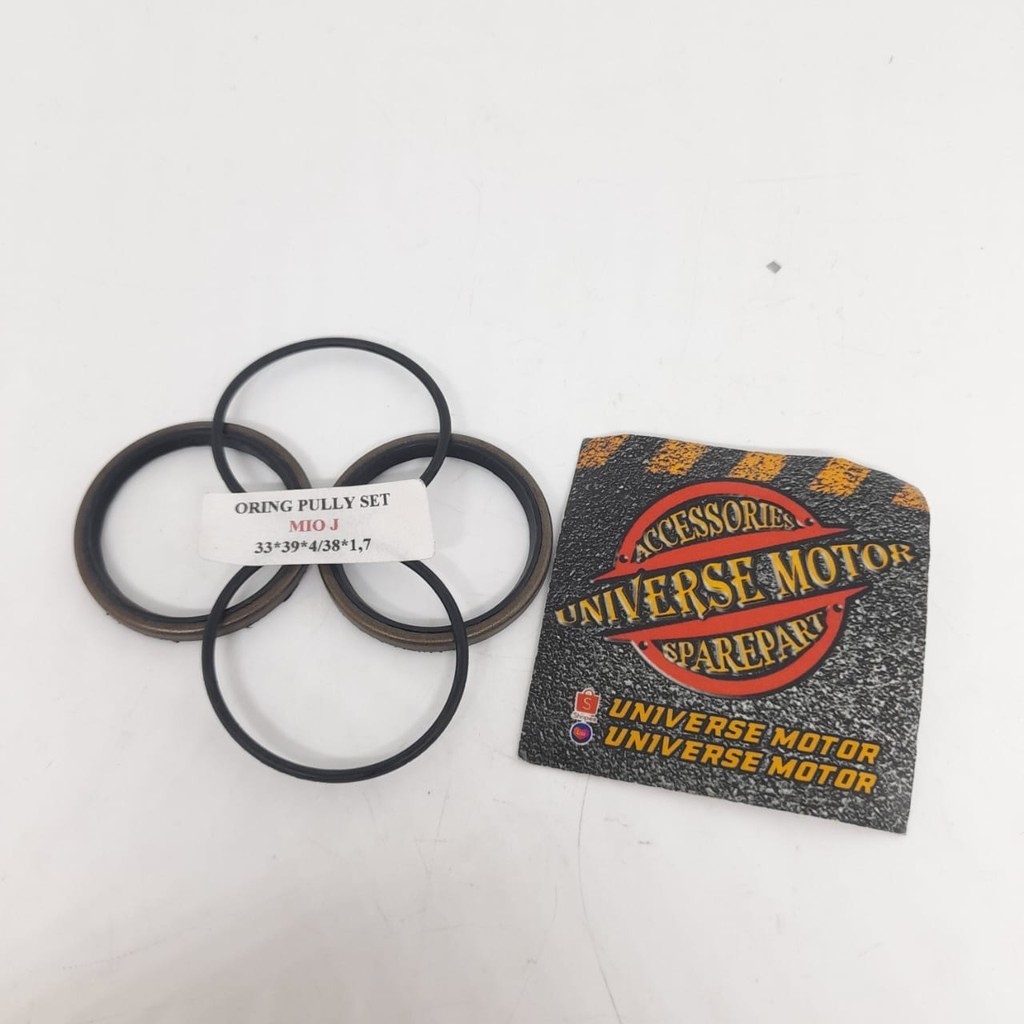 ORING PULLY SET
MIO J
33*39*4/38*1,7
ACCESSORIES
UNIVERSE MOTOR
SPAREPART
S
UNIVERSE MOTOR
UNIVERSE MOTOR